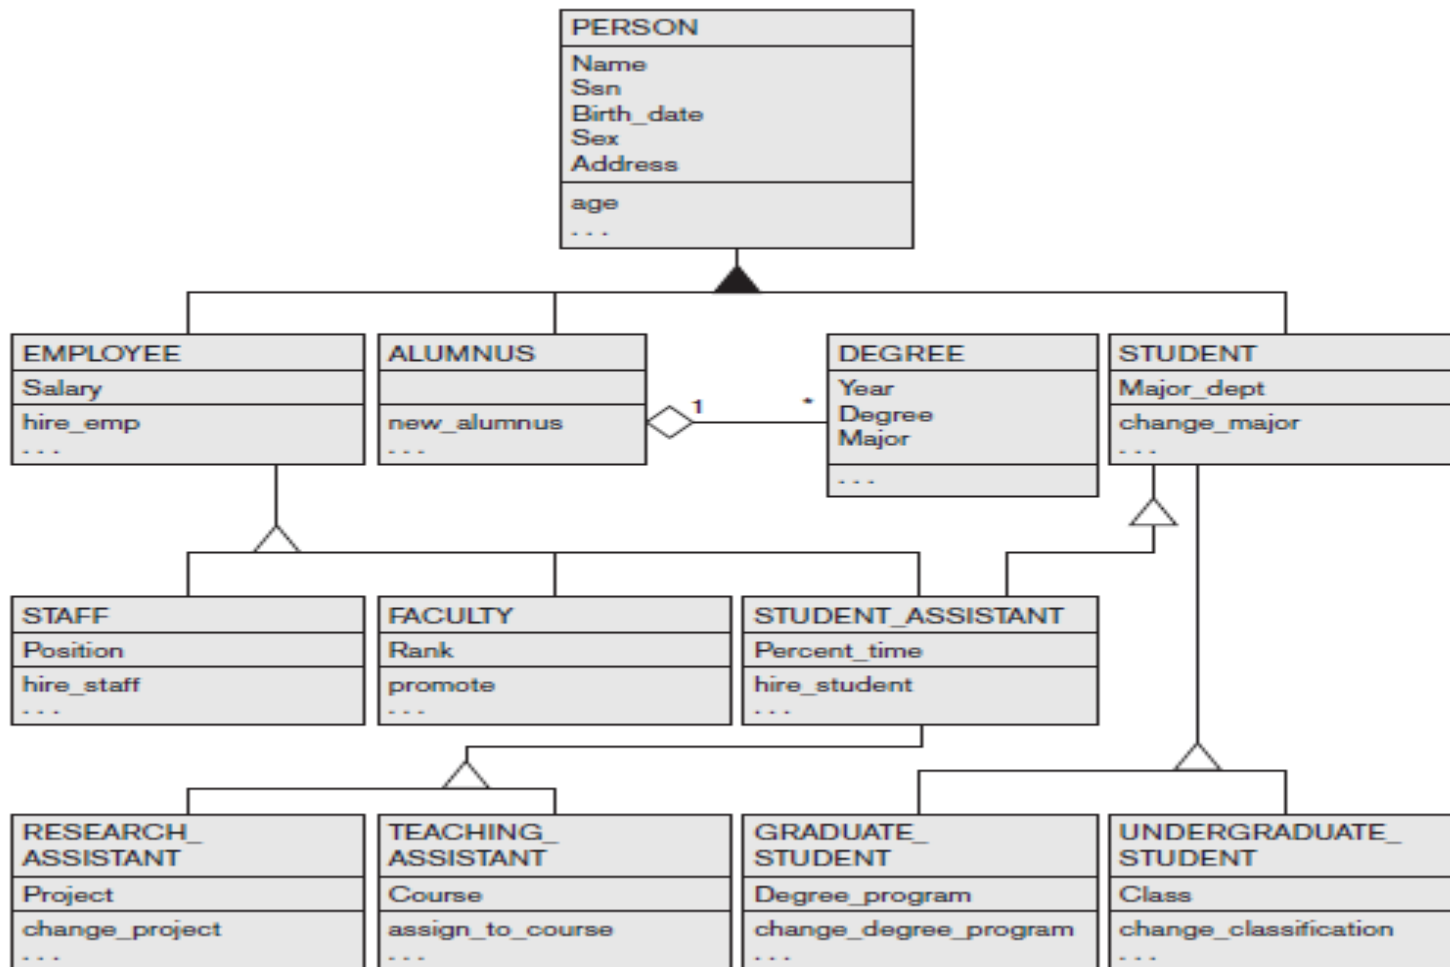 PERSON
Name
Ssn
Birth_date
Sex
Address
age
. . .
EMPLOYEE
Salary
hire_emp
. . .
ALUMNUS
new_alumnus
. . .
1
*
DEGREE
Year
Degree
Major
. . .
STUDENT
Major_dept
change_major
. . .
STAFF
Position
hire_staff
. . .
FACULTY
Rank
promote
. . .
STUDENT_ASSISTANT
Percent_time
hire_student
. . .
RESEARCH_
ASSISTANT
Project
change_project
. . .
TEACHING_
ASSISTANT
Course
assign_to_course
. . .
GRADUATE_
STUDENT
Degree_program
change_degree_program
. . .
UNDERGRADUATE_
STUDENT
Class
change_classification
. . .